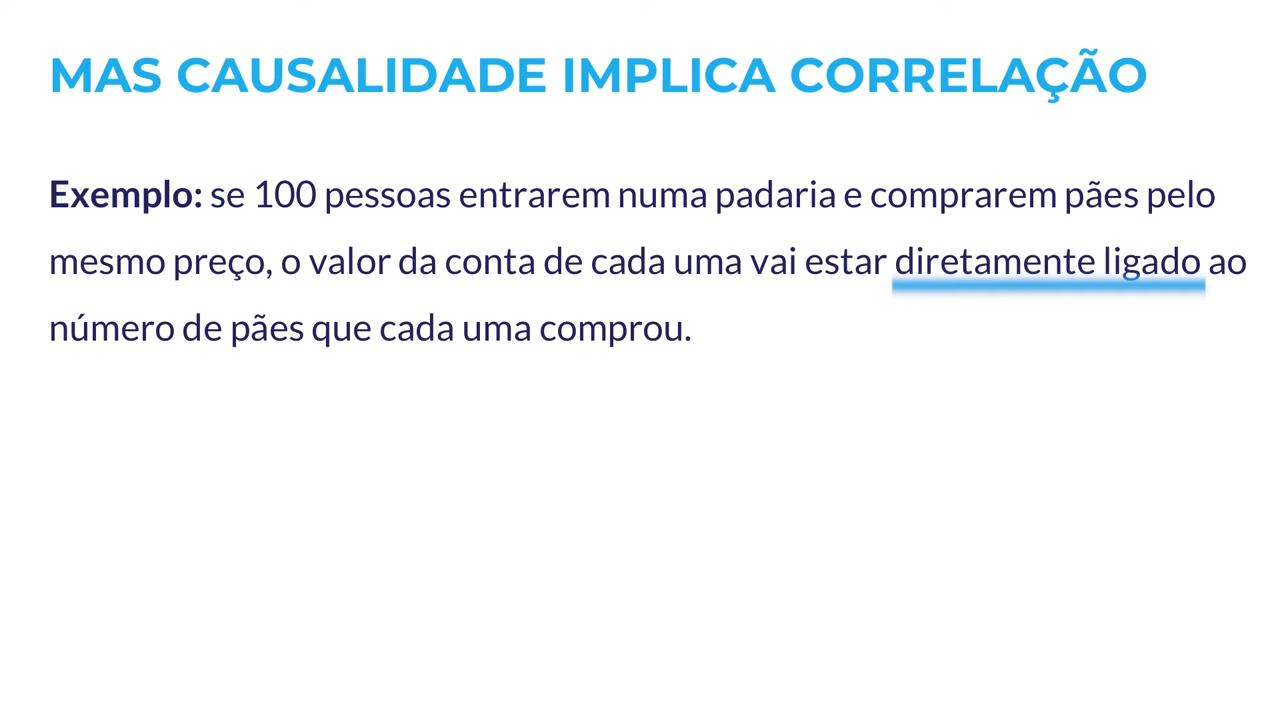 MAS CAUSALIDADE IMPLICA CORRELAÇÃO
Exemplo: se 100 pessoas entrarem numa padaria e comprarem pães pelo
mesmo preço, o valor da conta de cada uma vai estar diretamente ligado ao
número de pães que cada uma comprou.